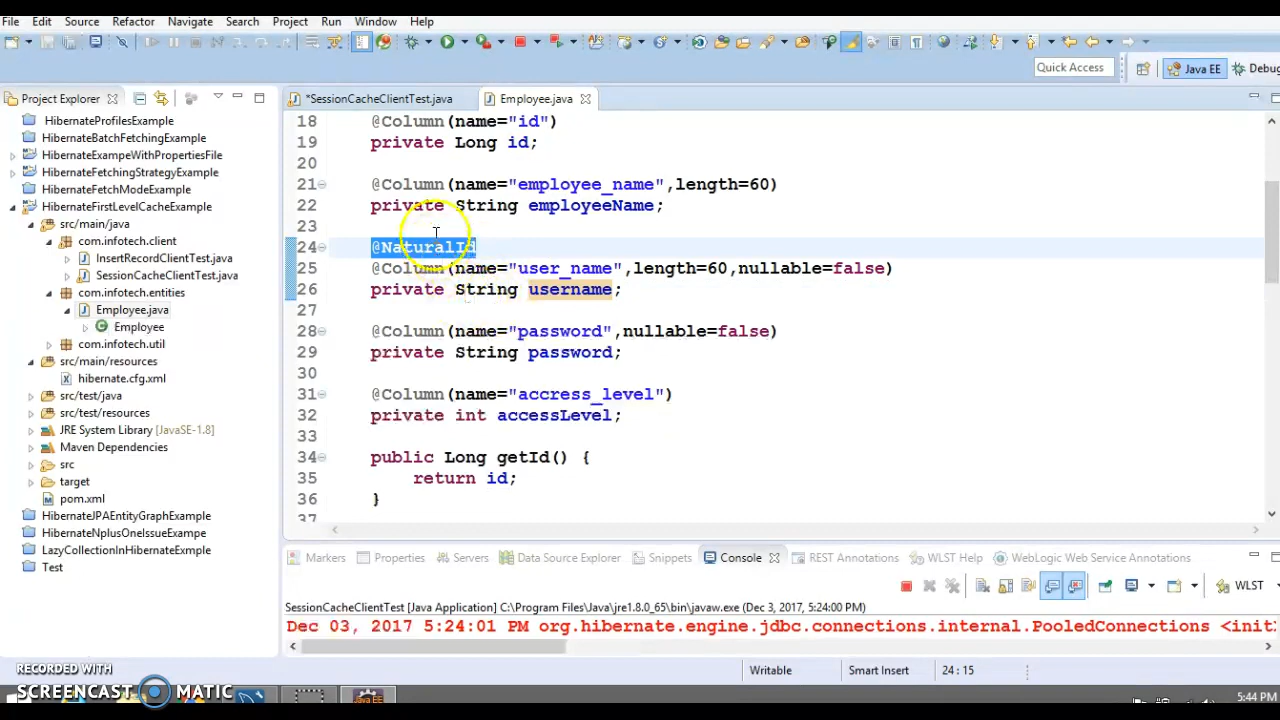 File Edit Source Refactor Navigate Search Project Run Window Help
Quick Access Java EE Debug
Project Explorer
*SessionCacheClientTest.java Employee.java
HibernateProfilesExample
HibernateBatchFetchingExample
HibernateExampeWithPropertiesFile
HibernateFetchingStrategyExample
HibernateFetchModeExample
HibernateFirstLevelCacheExample
src/main/java
com.infotech.client
InsertRecordClientTest.java
SessionCacheClientTest.java
com.infotech.entities
Employee.java
Employee
com.infotech.util
src/main/resources
hibernate.cfg.xml
src/test/java
src/test/resources
JRE System Library [JavaSE-1.8]
Maven Dependencies
src
target
pom.xml
HibernateJPAEntityGraphExample
HibernateNplusOneIssueExampe
LazyCollectionInHibernateExmple
Test
18 @Column(name="id")
19 private Long id;
20
21 @Column(name="employee_name",length=60)
22 private String employeeName;
23
24 @NaturalId
25 @Column(name="user_name",length=60,nullable=false)
26 private String username;
27
28 @Column(name="password",nullable=false)
29 private String password;
30
31 @Column(name="accress_level")
32 private int accessLevel;
33
34 public Long getId() {
35 return id;
36 }
37
Markers Properties Servers Data Source Explorer Snippets Console REST Annotations WLST Help WebLogic Web Service Annotations
WLST
SessionCacheClientTest [Java Application] C:\Program Files\Java\jre1.8.0_65\bin\javaw.exe (Dec 3, 2017, 5:24:00 PM)
Dec 03, 2017 5:24:01 PM org.hibernate.engine.jdbc.connections.internal.PooledConnections <init
Writable Smart Insert 24 : 15
RECORDED WITH
SCREENCAST MATIC
5:44 PM